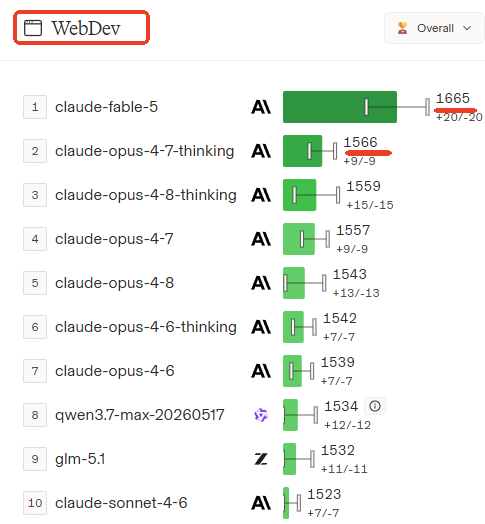 WebDev
Overall
1 claude-fable-5 1665 +20/-20
2 claude-opus-4-7-thinking 1566 +9/-9
3 claude-opus-4-8-thinking 1559 +15/-15
4 claude-opus-4-7 1557 +9/-9
5 claude-opus-4-8 1543 +13/-13
6 claude-opus-4-6-thinking 1542 +7/-7
7 claude-opus-4-6 1539 +7/-7
8 qwen3.7-max-20260517 1534 +12/-12
9 glm-5.1 1532 +11/-11
10 claude-sonnet-4-6 1523 +7/-7